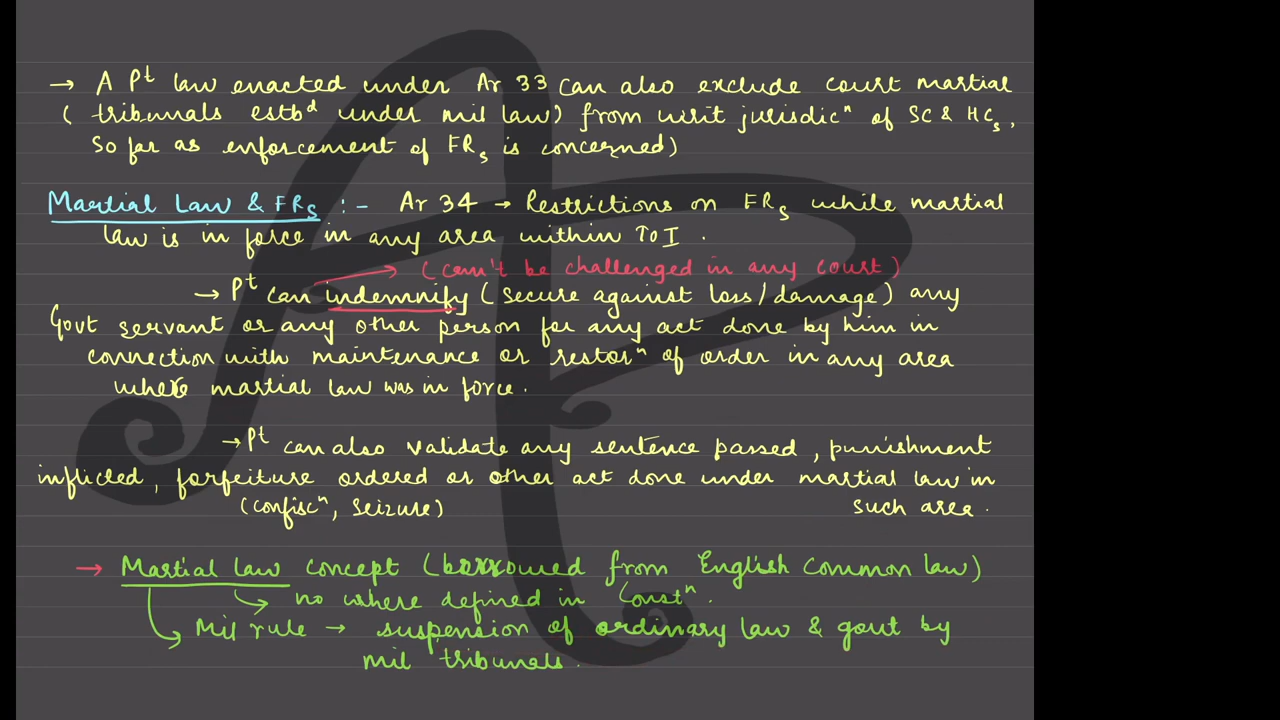 → A Pt law enacted under Ar 33 can also exclude court martial
( tribunals estbd under mil law) from writ jurisdicn of SC & HCs,
so far as enforcement of FRs is concerned)
Martial Law & FRs :- Ar 34 → Restrictions on FRs while martial
law is in force in any area within ToI .
(can't be challenged in any court)
→ Pt can indemnify (secure against loss/damage) any
Govt servant or any other person for any act done by him in
connection with maintenance or restorn of order in any area
where martial law was in force .
→ Pt can also validate any sentence passed, punishment
inflicted, forfeiture ordered or other act done under martial law in
(confiscn, seizure) such area .
→ Martial law concept (borrowed from English Common law)
→ no where defined in Constn .
→ Mil rule → suspension of ordinary law & govt by
mil tribunals .